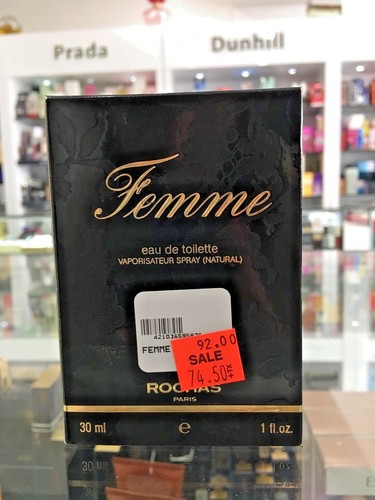 Prada
Dunhill
Femme
eau de toilette
VAPORISATEUR SPRAY (NATURAL)
FEMME
92.00
SALE
74.50
ROCHAS
PARIS
30 ml
e
1 fl.oz.